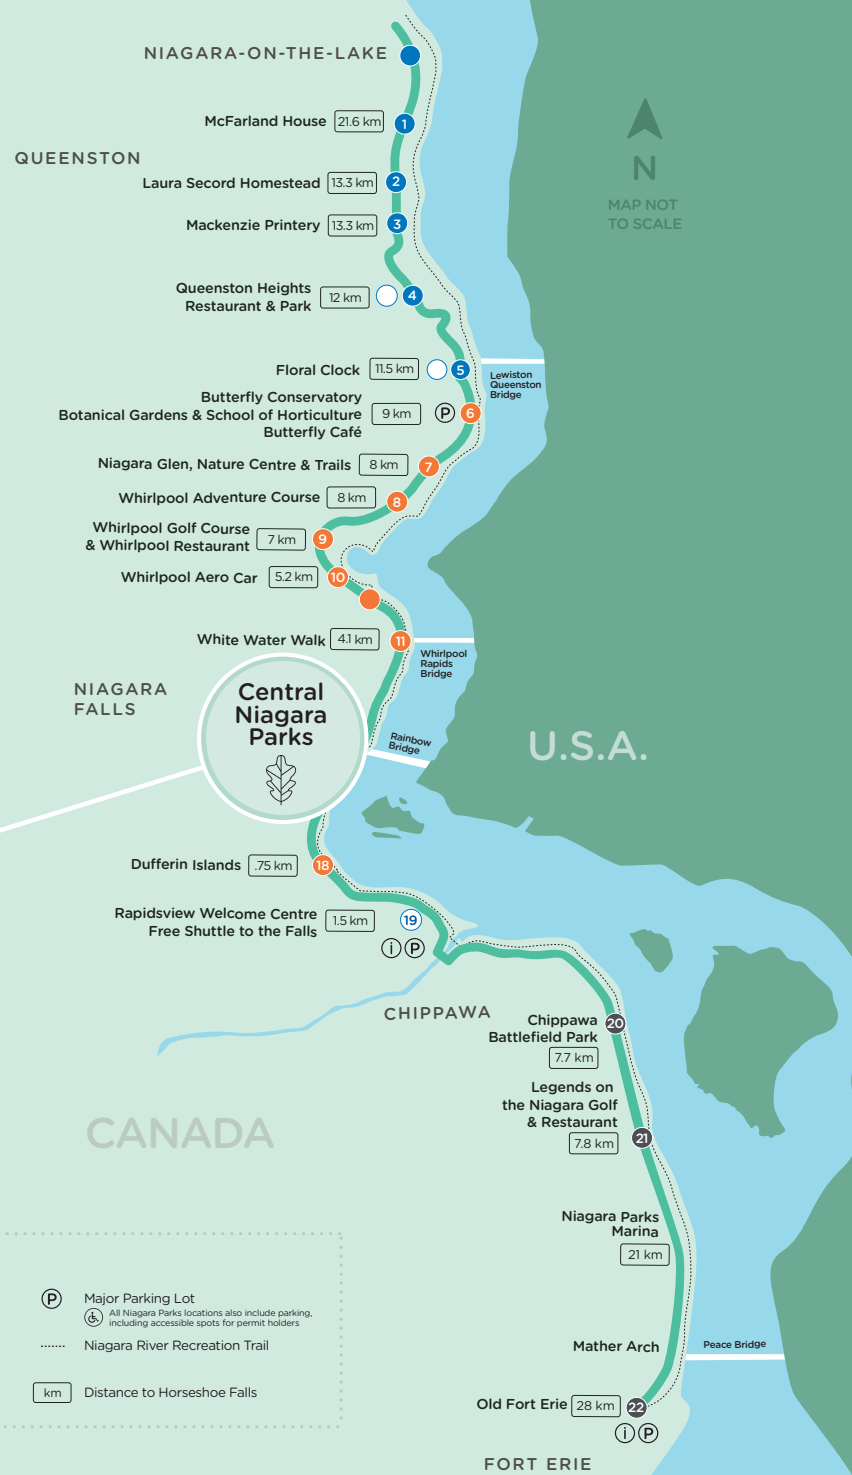 NIAGARA-ON-THE-LAKE
McFarland House 21.6 km 1
QUEENSTON
Laura Secord Homestead 13.3 km 2
Mackenzie Printery 13.3 km 3
Queenston Heights
Restaurant & Park
12 km 4
Floral Clock 11.5 km 5
Lewiston
Queenston
Bridge
Butterfly Conservatory
Botanical Gardens & School of Horticulture
Butterfly Café
9 km P 6
Niagara Glen, Nature Centre & Trails 8 km 7
Whirlpool Adventure Course 8 km 8
Whirlpool Golf Course
& Whirlpool Restaurant
7 km 9
Whirlpool Aero Car 5.2 km 10
White Water Walk 4.1 km 11
Whirlpool
Rapids
Bridge
NIAGARA
FALLS
Central
Niagara
Parks
Rainbow
Bridge
N
MAP NOT
TO SCALE
U.S.A.
Dufferin Islands .75 km 18
Rapidsview Welcome Centre
Free Shuttle to the Falls
1.5 km 19
i P
CHIPPAWA
Chippawa
Battlefield Park
7.7 km
20
Legends on
the Niagara Golf
& Restaurant
7.8 km
21
CANADA
Niagara Parks
Marina
21 km
Mather Arch
Peace Bridge
Old Fort Erie 28 km 22
i P
FORT ERIE
P Major Parking Lot
All Niagara Parks locations also include parking,
including accessible spots for permit holders
Niagara River Recreation Trail
km Distance to Horseshoe Falls